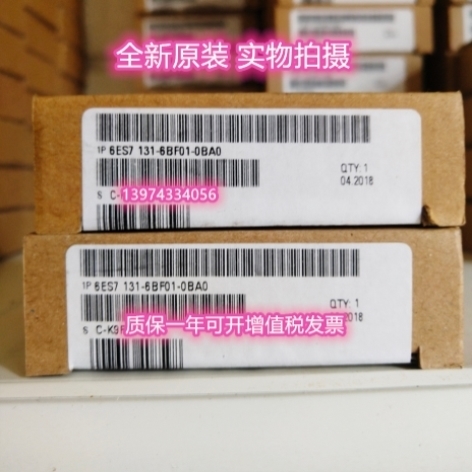 全新原装 实物拍摄
1P 6ES7 131-6BF01-0BA0
QTY: 1
04.2018
S C-13974334056
1P 6ES7 131-6BF01-0BA0
QTY: 1
2018
S C-K9
质保一年可开增值税发票